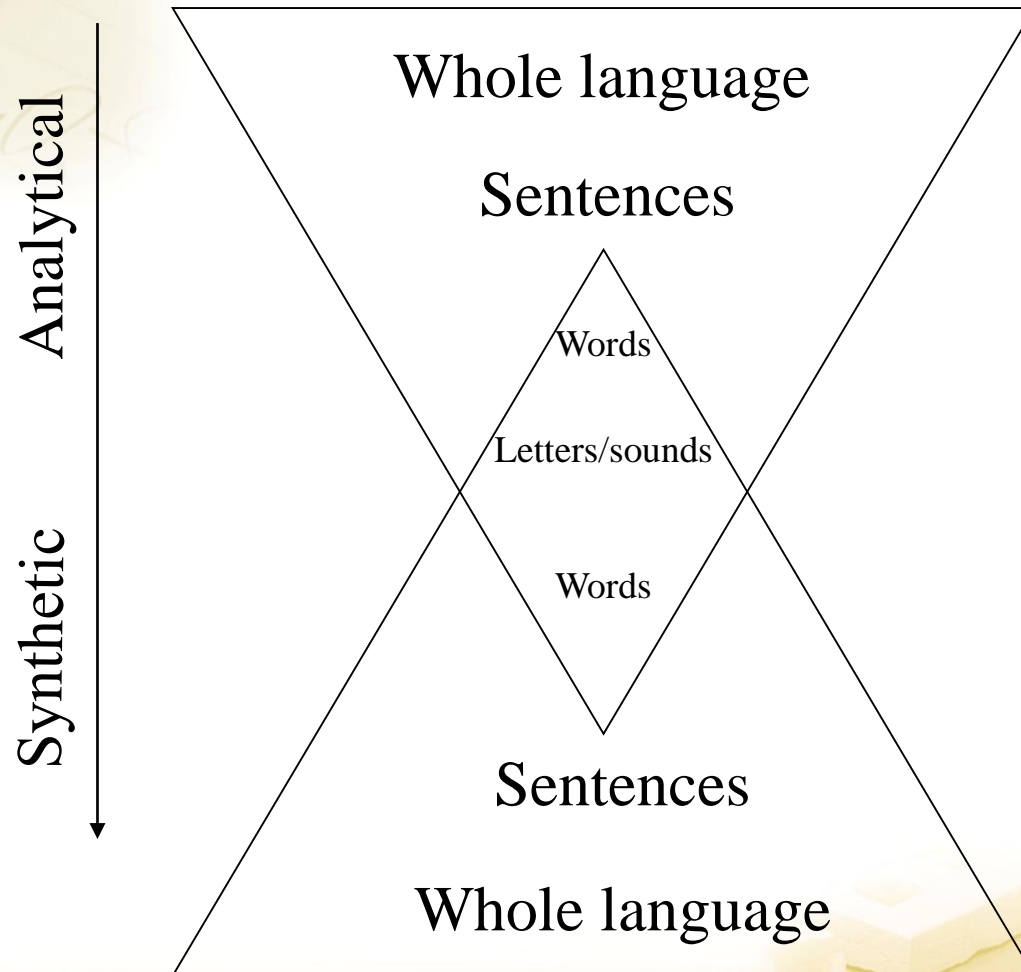 Analytical
Synthetic
Whole language
Sentences
Words
Letters/sounds
Words
Sentences
Whole language